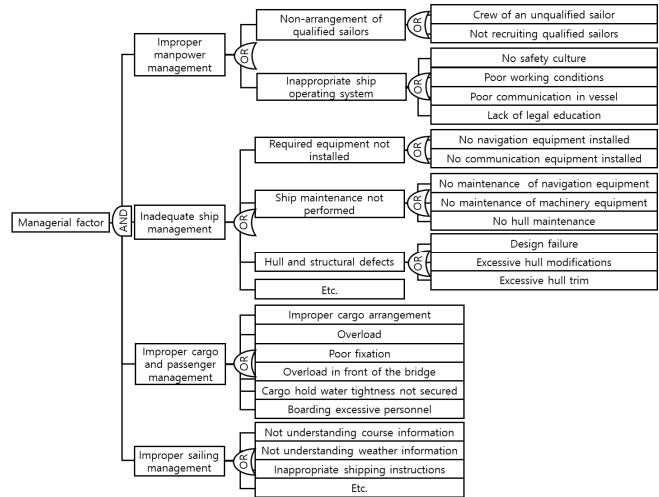 Managerial factor
AND
Improper
manpower
management
OR
Non-arrangement of
qualified sailors
OR
Crew of an unqualified sailor
Not recruiting qualified sailors
Inappropriate ship
operating system
OR
No safety culture
Poor working conditions
Poor communication in vessel
Lack of legal education
Inadequate ship
management
OR
Required equipment not
installed
OR
No navigation equipment installed
No communication equipment installed
Ship maintenance not
performed
OR
No maintenance of navigation equipment
No maintenance of machinery equipment
No hull maintenance
Hull and structural defects
OR
Design failure
Excessive hull modifications
Excessive hull trim
Etc.
Improper cargo
and passenger
management
OR
Improper cargo arrangement
Overload
Poor fixation
Overload in front of the bridge
Cargo hold water tightness not secured
Boarding excessive personnel
Improper sailing
management
OR
Not understanding course information
Not understanding weather information
Inappropriate shipping instructions
Etc.